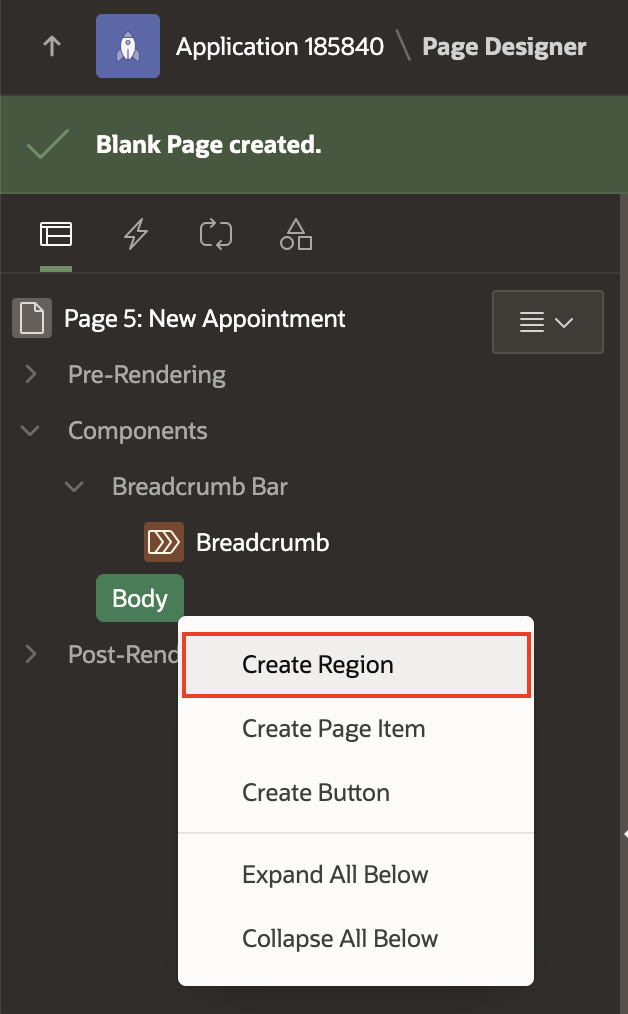 Application 185840 \ Page Designer
Blank Page created.
Page 5: New Appointment
Pre-Rendering
Components
Breadcrumb Bar
Breadcrumb
Body
Post-Rend
Create Region
Create Page Item
Create Button
Expand All Below
Collapse All Below